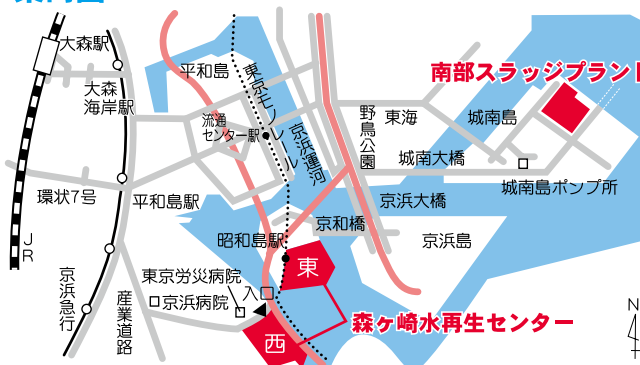 案内図
大森駅
平和島
東京モノレール
南部スラッジプラント
大森
海岸駅
流通
センター駅
京浜運河
野鳥公園
東海
城南島
城南大橋
環状7号
平和島駅
京浜大橋
城南島ポンプ所
京和橋
昭和島駅
京浜島
JR
東
京浜急行
東京労災病院
京浜病院
入口
産業道路
森ヶ崎水再生センター
西
N